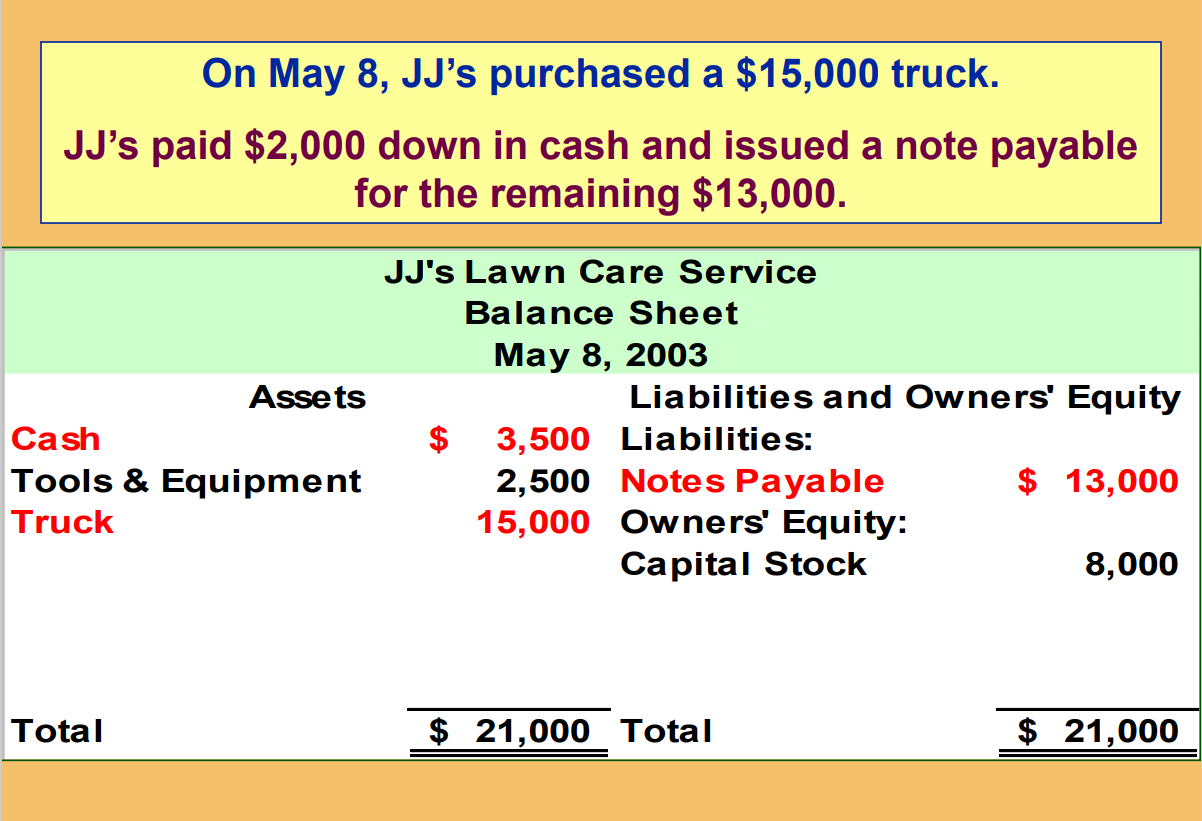 On May 8, JJ’s purchased a $15,000 truck.
JJ’s paid $2,000 down in cash and issued a note payable
for the remaining $13,000.
JJ's Lawn Care Service
Balance Sheet
May 8, 2003
Assets Liabilities and Owners' Equity
Cash $ 3,500 Liabilities:
Tools & Equipment 2,500 Notes Payable $ 13,000
Truck 15,000 Owners' Equity:
Capital Stock 8,000
Total $ 21,000 Total $ 21,000